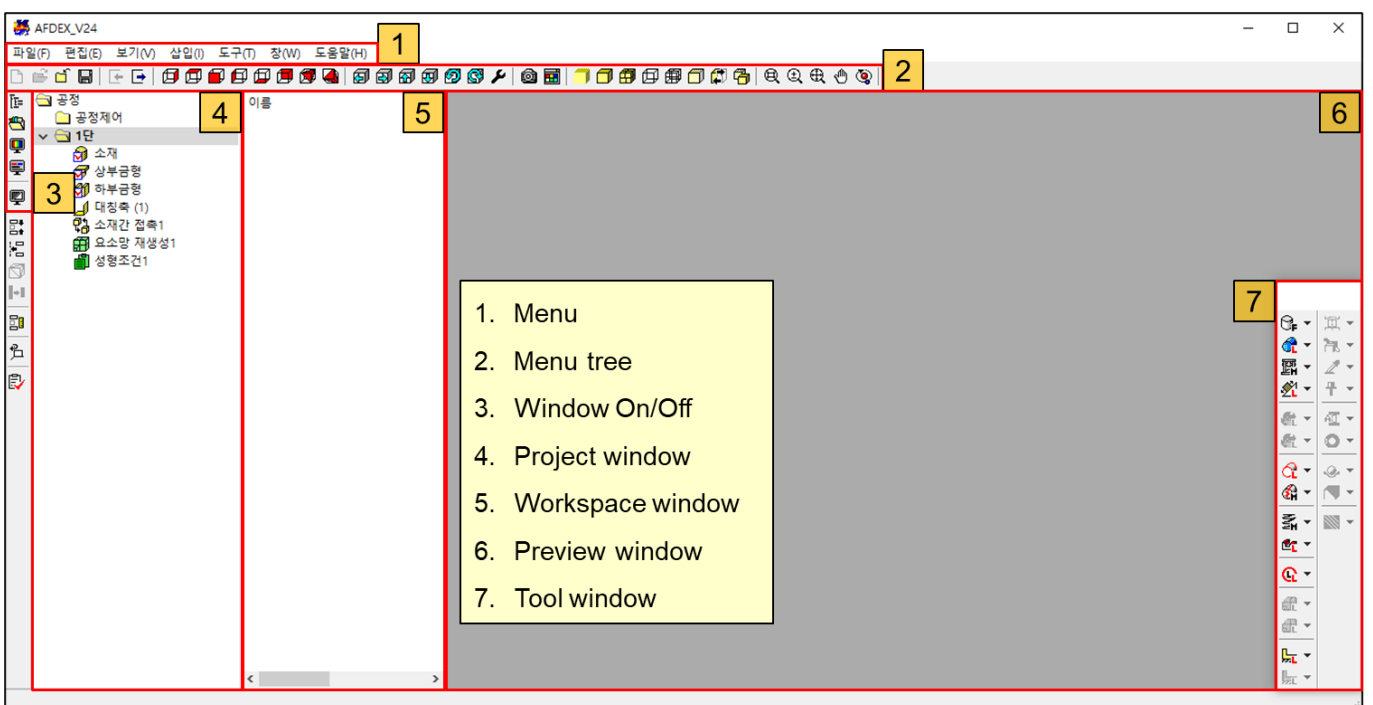 AFDEX_V24
파일(F) 편집(E) 보기(V) 삽입(I) 도구(T) 창(W) 도움말(H)
1
2
3
4
5
6
7
공정
공정제어
1단
소재
상부금형
하부금형
대칭축 (1)
소재간 접촉1
요소망 재생성1
성형조건1
이름
1. Menu
2. Menu tree
3. Window On/Off
4. Project window
5. Workspace window
6. Preview window
7. Tool window